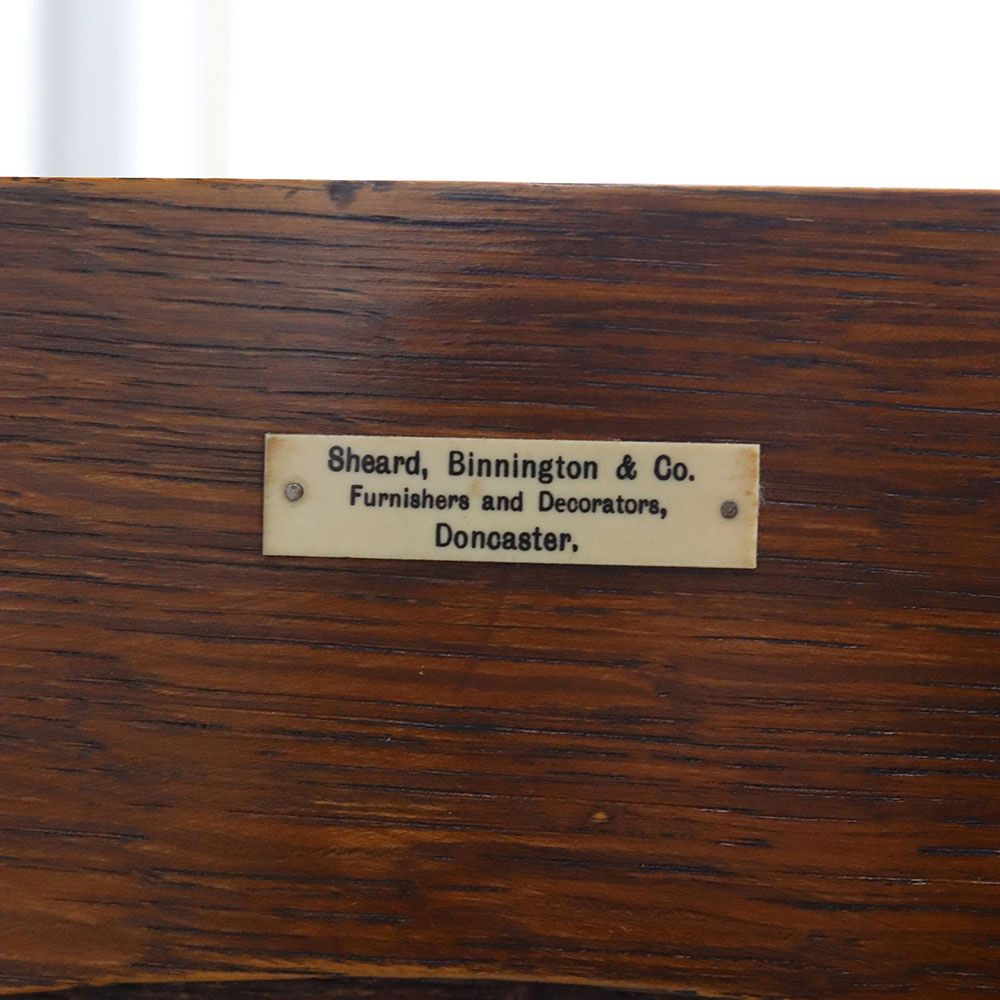 Sheard, Binnington & Co.
Furnishers and Decorators,
Doncaster.